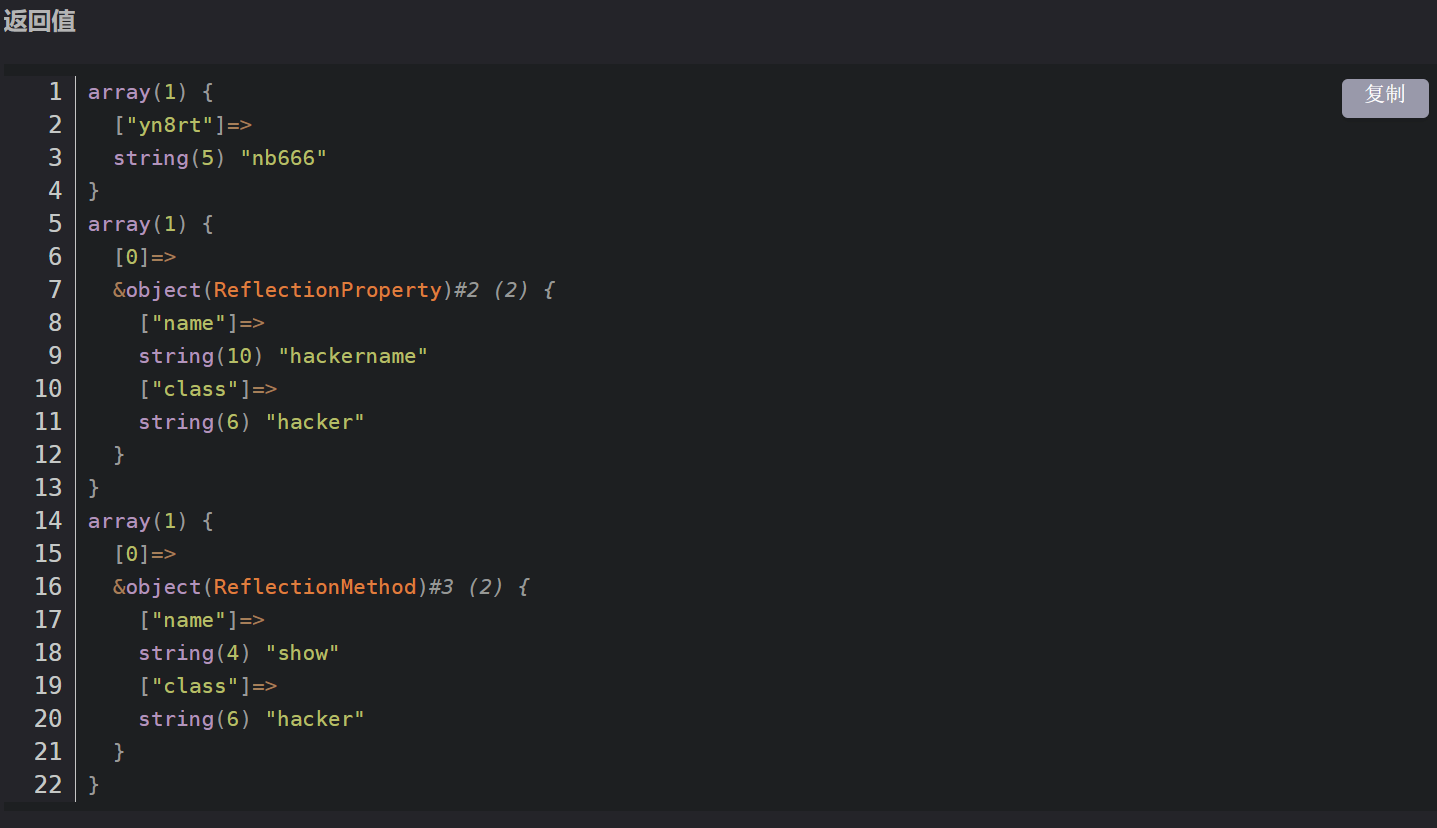 返回值
复制
1 array(1) {
2   ["yn8rt"]=>
3   string(5) "nb666"
4 }
5 array(1) {
6   [0]=>
7   &object(ReflectionProperty)#2 (2) {
8     ["name"]=>
9     string(10) "hackername"
10     ["class"]=>
11     string(6) "hacker"
12   }
13 }
14 array(1) {
15   [0]=>
16   &object(ReflectionMethod)#3 (2) {
17     ["name"]=>
18     string(4) "show"
19     ["class"]=>
20     string(6) "hacker"
21   }
22 }